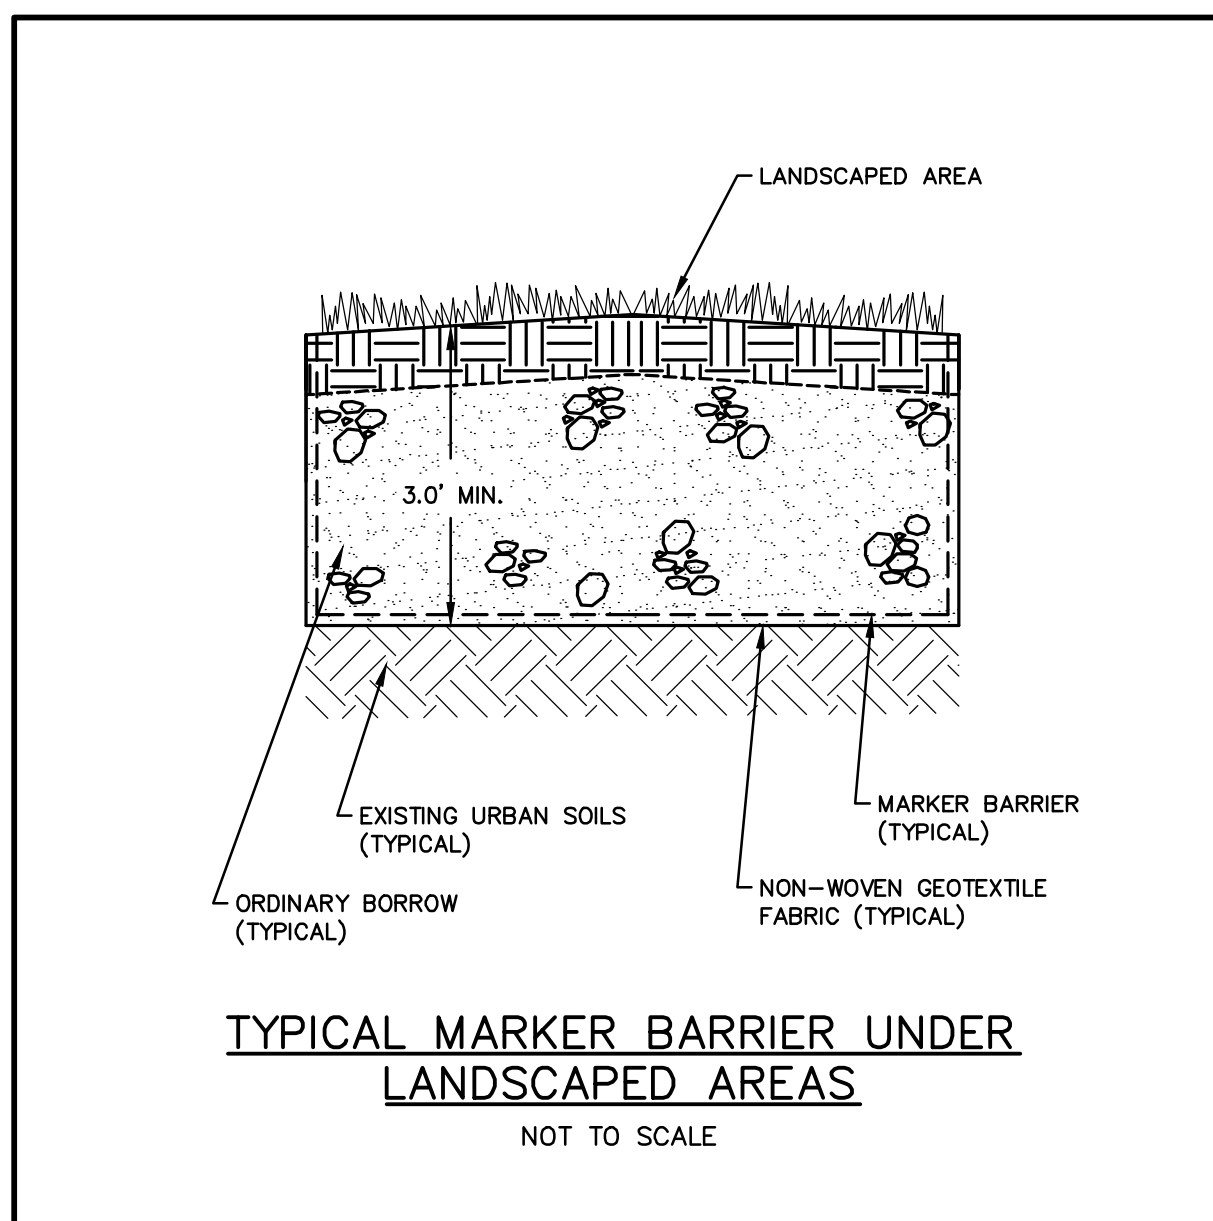 LANDSCAPED AREA
3.0' MIN.
EXISTING URBAN SOILS
(TYPICAL)
MARKER BARRIER
(TYPICAL)
ORDINARY BORROW
(TYPICAL)
NON-WOVEN GEOTEXTILE
FABRIC (TYPICAL)
TYPICAL MARKER BARRIER UNDER
LANDSCAPED AREAS
NOT TO SCALE